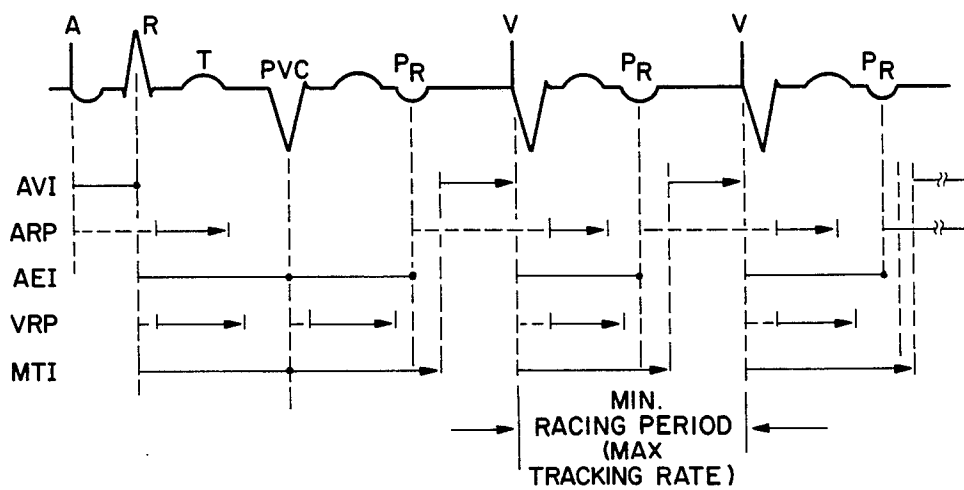 A R T PVC PR V PR V PR
AVI
ARP
AEI
VRP
MTI
MIN.
RACING PERIOD
(MAX
TRACKING RATE)